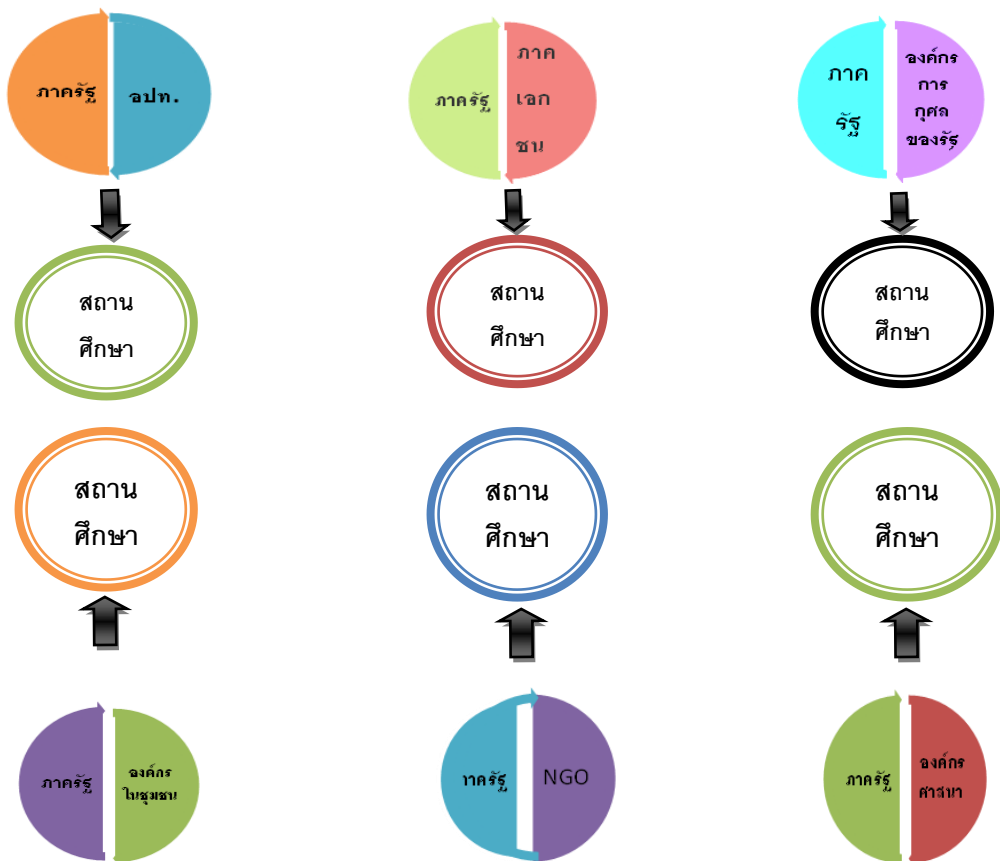 ภาครัฐ
อปท.
ภาครัฐ
ภาค
เอก
ชน
ภาค
รัฐ
องค์กร
การ
กุศล
ของรัฐ
สถาน
ศึกษา
สถาน
ศึกษา
สถาน
ศึกษา
สถาน
ศึกษา
สถาน
ศึกษา
สถาน
ศึกษา
ภาครัฐ
องค์กร
ในชุมชน
าาครัฐ
NGO
ภาครัฐ
องค์กร
ศาสนา